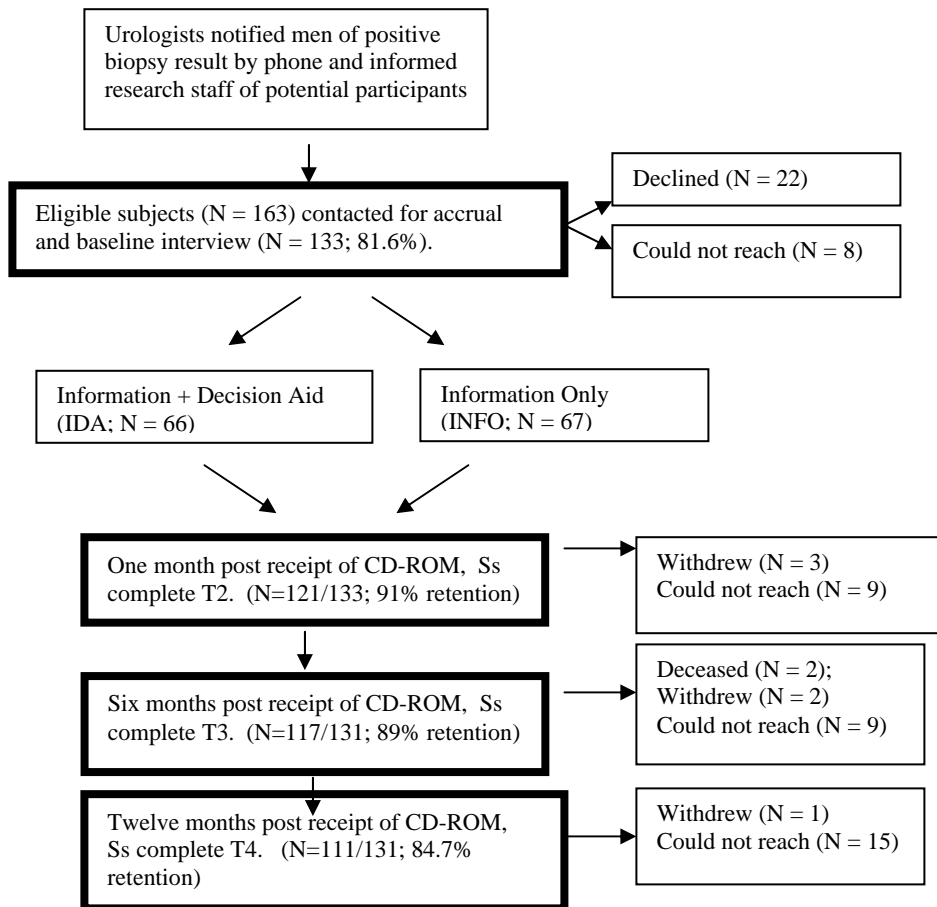 Urologists notified men of positive
biopsy result by phone and informed
research staff of potential participants
Declined (N = 22)
Eligible subjects (N = 163) contacted for accrual
and baseline interview (N = 133; 81.6%).
Could not reach (N = 8)
Information + Decision Aid
(IDA; N = 66)
Information Only
(INFO; N = 67)
One month post receipt of CD-ROM, Ss
complete T2. (N=121/133; 91% retention)
Withdrew (N = 3)
Could not reach (N = 9)
Six months post receipt of CD-ROM, Ss
complete T3. (N=117/131; 89% retention)
Deceased (N = 2);
Withdrew (N = 2)
Could not reach (N = 9)
Twelve months post receipt of CD-ROM,
Ss complete T4. (N=111/131; 84.7%
retention)
Withdrew (N = 1)
Could not reach (N = 15)